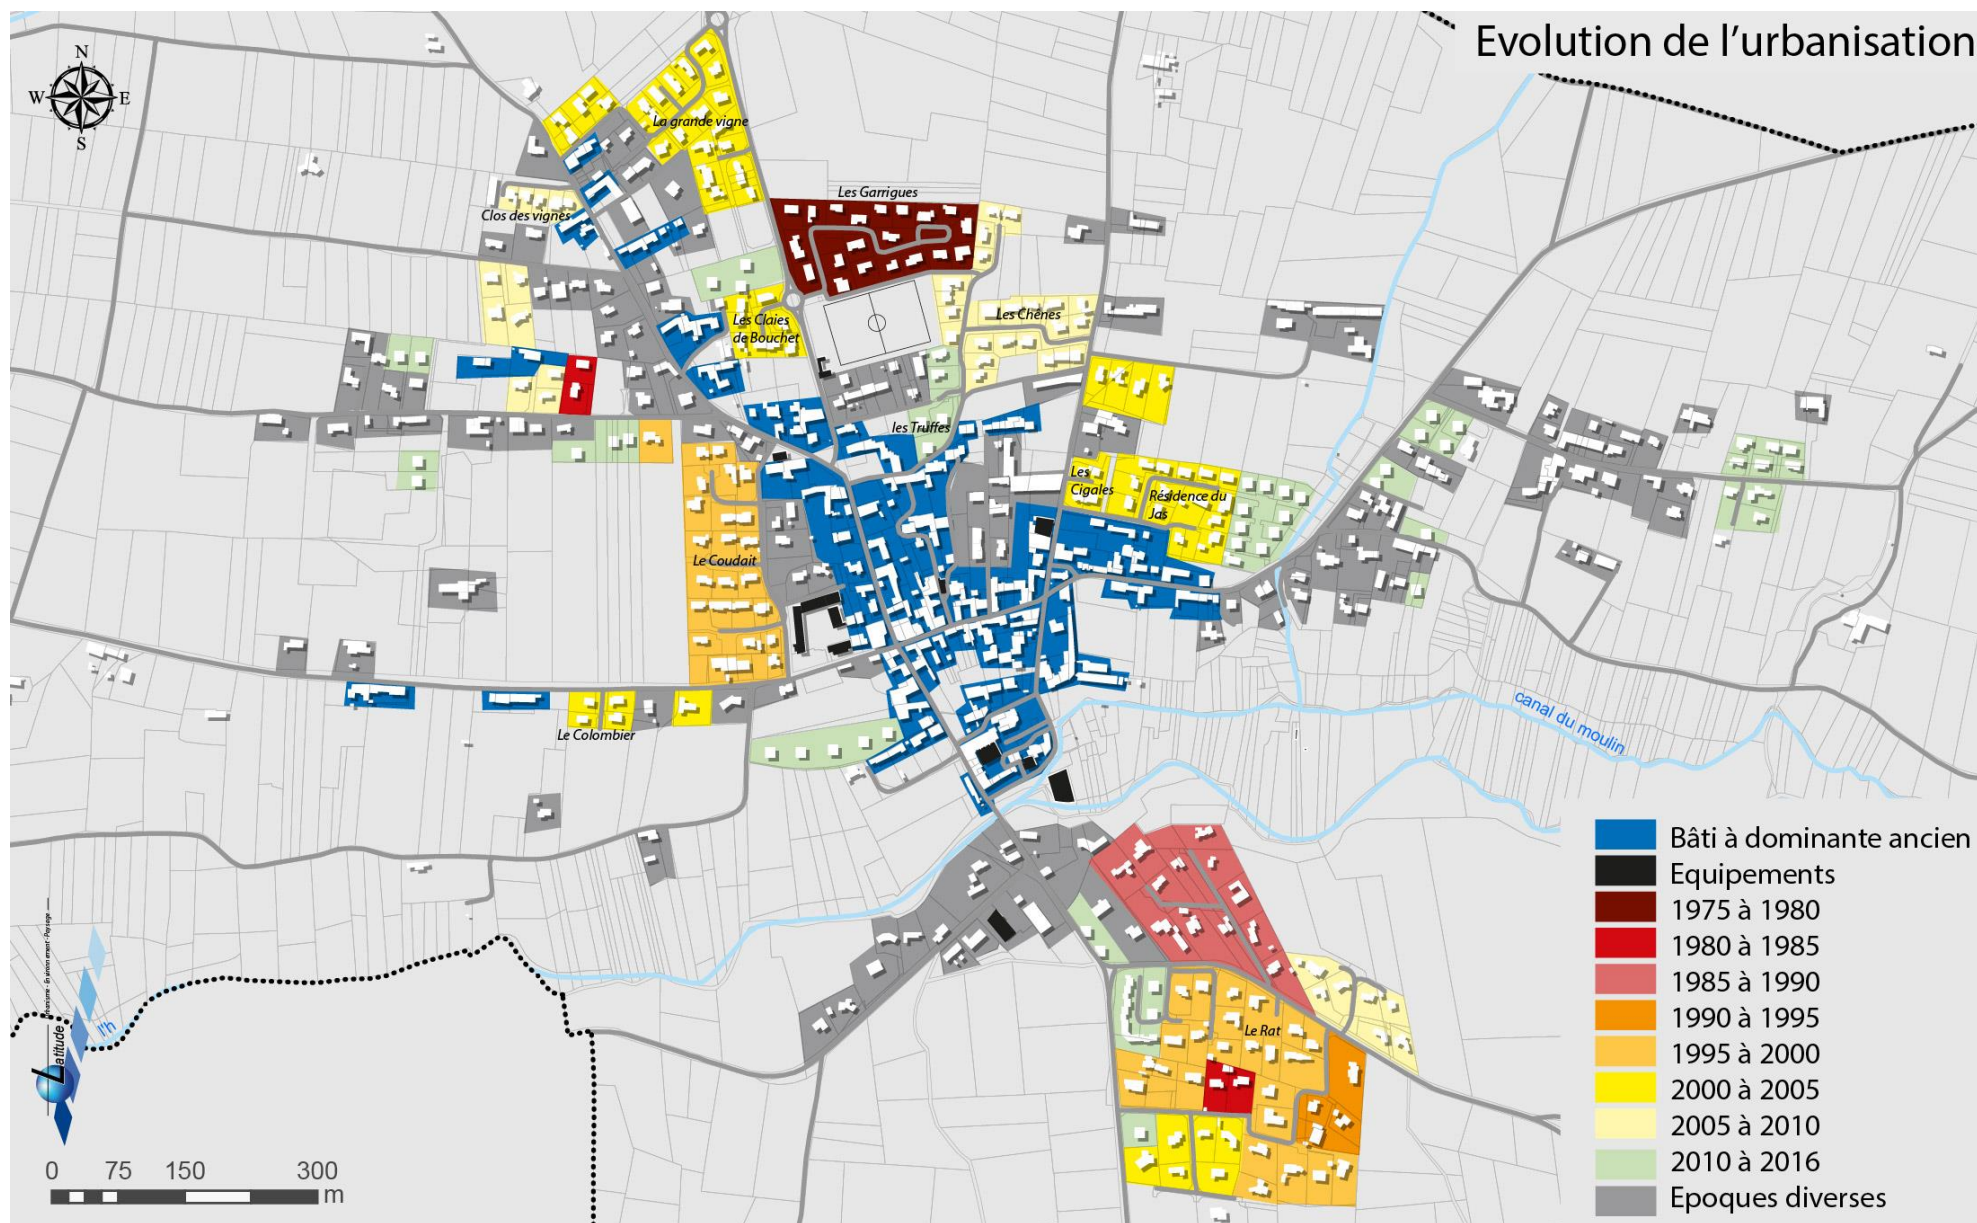 Evolution de l'urbanisation
N
W
E
S
La grande vigne
Les Garrigues
Clos des vignes
Les Claies
de Bouchet
Les Chênes
les Truffes
Les
Cigales
Résidence du
Jas
Le Coudait
canal du moulin
Le Colombier
Le Rat
l'h
Latitude
Urbanisme - Environnement - Paysage
0 75 150 300
m
Bâti à dominante ancien
Equipements
1975 à 1980
1980 à 1985
1985 à 1990
1990 à 1995
1995 à 2000
2000 à 2005
2005 à 2010
2010 à 2016
Epoques diverses